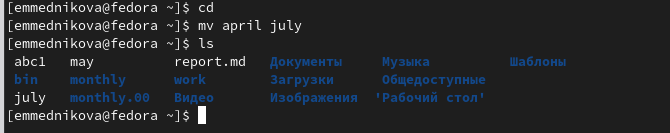 [emmednikova@fedora ~]$ cd
[emmednikova@fedora ~]$ mv april july
[emmednikova@fedora ~]$ ls
abc1 may report.md Документы Музыка Шаблоны
bin monthly work Загрузки Общедоступные
july monthly.00 Видео Изображения 'Рабочий стол'
[emmednikova@fedora ~]$